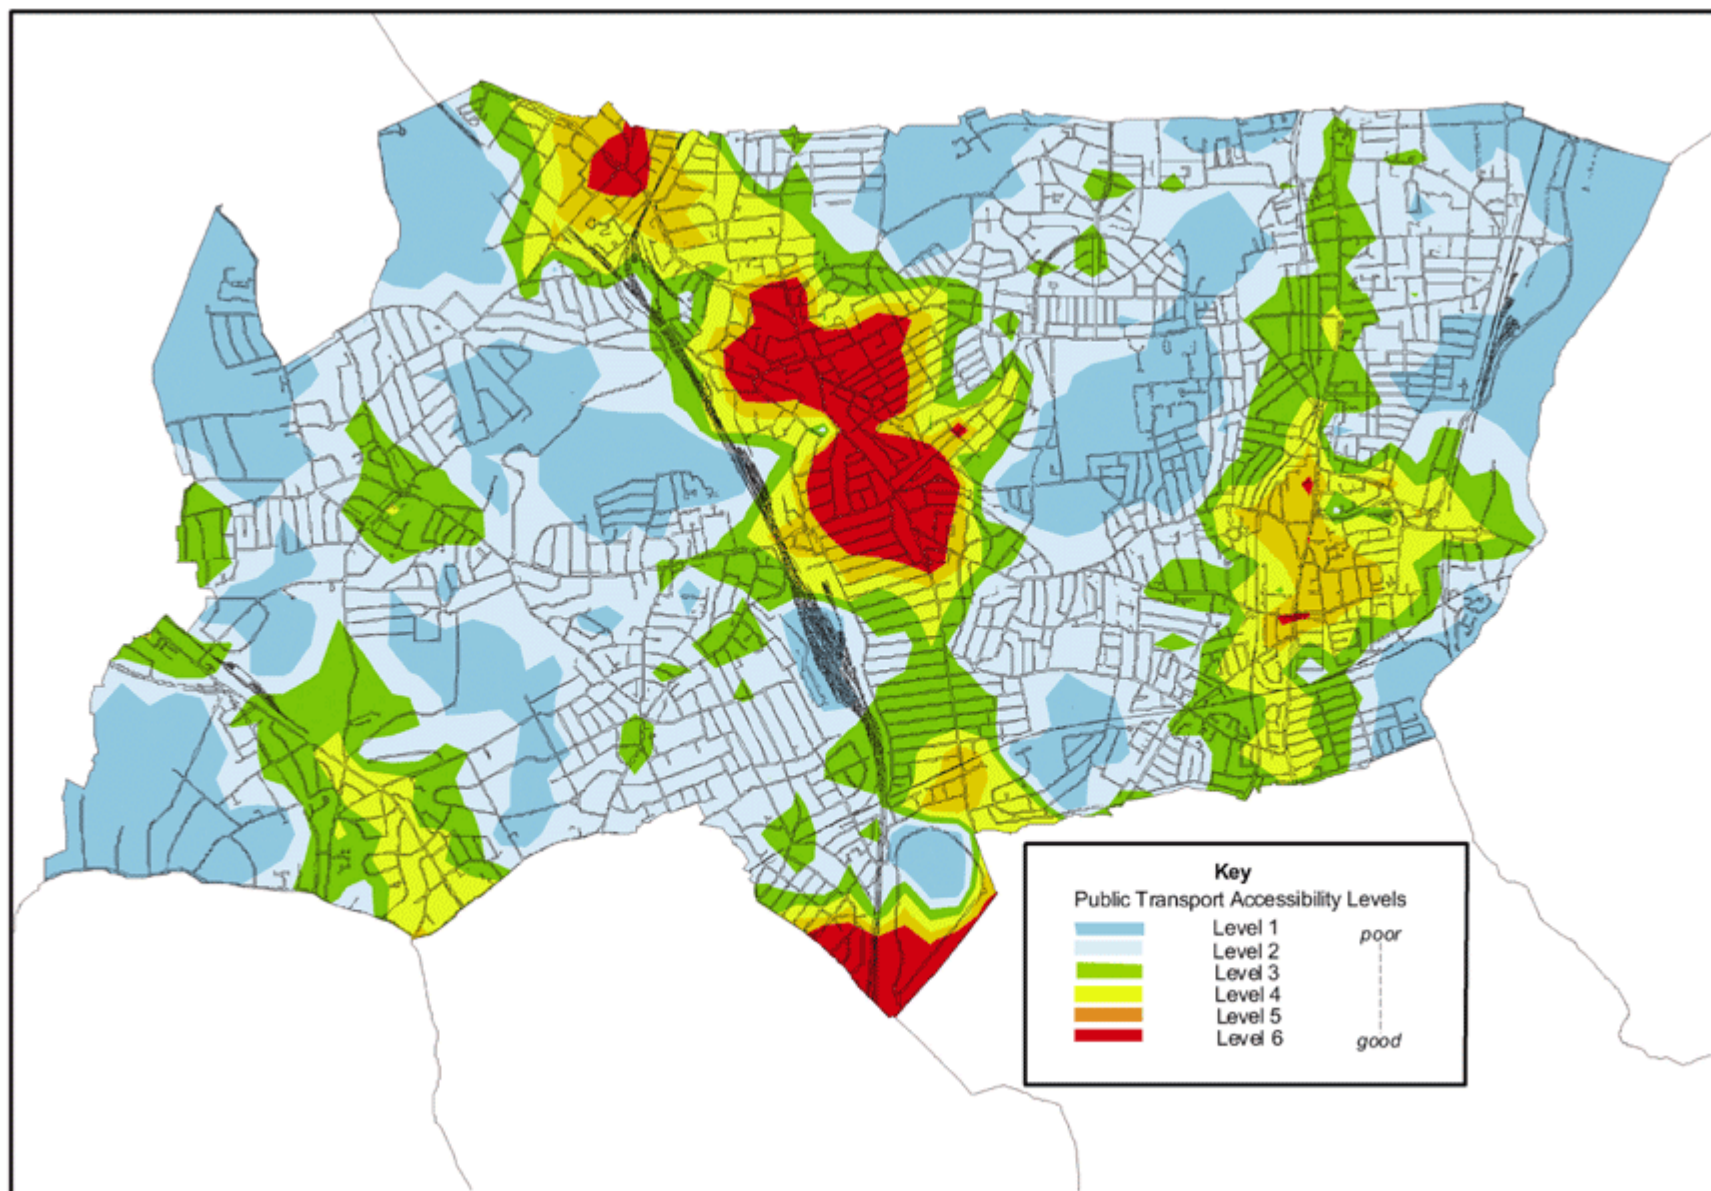 Key
Public Transport Accessibility Levels
Level 1
poor
Level 2
Level 3
Level 4
Level 5
Level 6
good